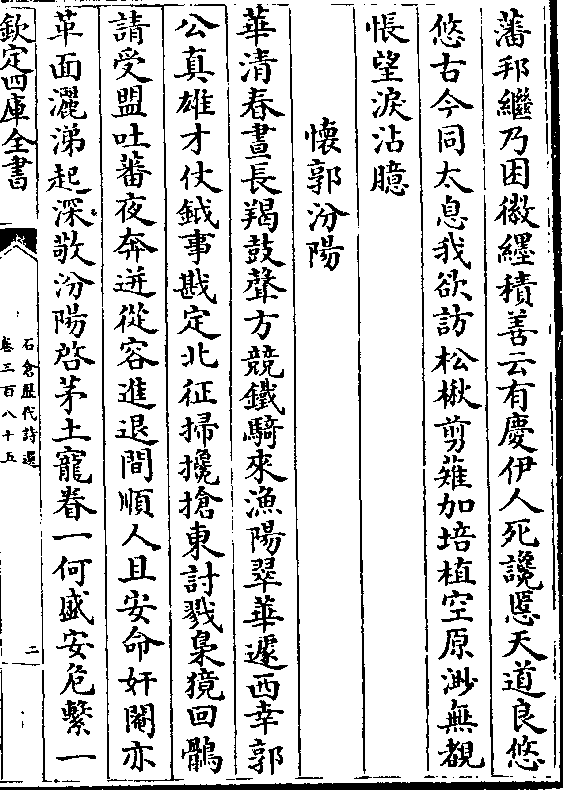 藩邦繼乃困徽纆積善云有慶伊人死讒慝天道良悠
悠古今同太息我欲訪松楸剪薙加培植空原渺無覩
悵望淚沾臆
懷郭汾陽
華清春晝長羯鼓聲方競鐵騎來漁陽翠華遽西幸郭
公真雄才仗鉞事戡定北征掃攙搶東討戮梟獍回鶻
請受盟吐蕃夜奔迸從容進退間順人且安命奸閹亦
革面灑涕起深敬汾陽啓茅土寵眷一何盛安危繫一
欽定四庫全書
石倉歷代詩選
卷三百八十五
二